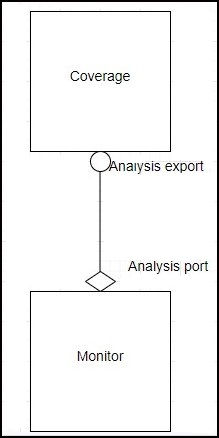 Coverage
Analysis export
Analysis port
Monitor